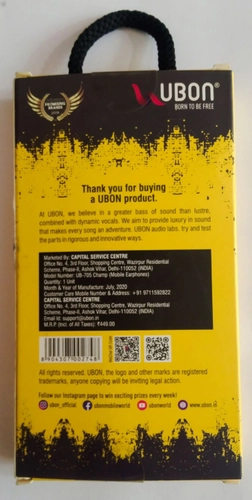 PROMISING
BRANDS
UBON®
BORN TO BE FREE
Thank you for buying
a UBON product.
At UBON, we believe in a greater bass of sound than lustre,
combined with dynamic vocals. We aim to provide luxury in sound
that makes every song an adventure. UBON audio labs. try and test
the parts in rigorous and innovative ways.
Marketed By: CAPITAL SERVICE CENTRE
Office No. 4, 3rd Floor, Shopping Centre, Wazirpur Residential
Scheme, Phase-II, Ashok Vihar, Delhi-110052 (INDIA)
Model Number: UB-705 Champ (Mobile Earphones)
Quantity: 1 Unit
Month & Year of Manufacture: July, 2020
Customer Care Mobile Number & Address: +91 9711592822
CAPITAL SERVICE CENTRE
Office No. 4, 3rd Floor, Shopping Centre, Wazirpur Residential
Scheme, Phase-II, Ashok Vihar, Delhi-110052 (INDIA)
Email Id: support@ubon.in
M.R.P (Incl. of All Taxes): ₹449.00
8904307002748
All rights reserved. UBON, the logo and other marks are registered
trademarks, anyone copying will be inviting legal action.
Follow our Instagram page to win exciting prizes every week!
ubon_official
ubonmobileworld
ubonworld
www.ubon.in